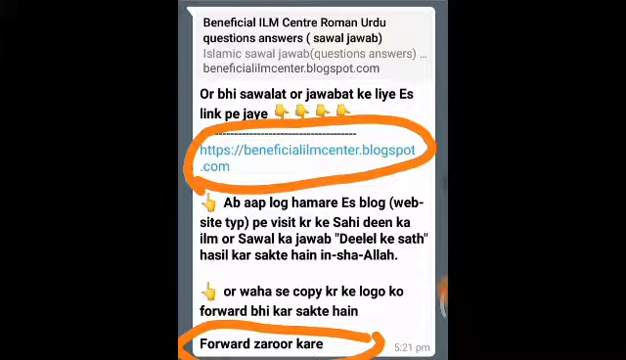 Beneficial ILM Centre Roman Urdu
questions answers ( sawal jawab)
Islamic sawal jawab(questions answers) ...
beneficialilmcenter.blogspot.com
Or bhi sawalat or jawabat ke liye Es
link pe jaye 👇👇👇👇
------------------------------------
https://beneficialilmcenter.blogspot
.com
👆 Ab aap log hamare Es blog (web-
site typ) pe visit kr ke Sahi deen ka
ilm or Sawal ka jawab "Deelel ke sath"
hasil kar sakte hain in-sha-Allah.
👆 or waha se copy kr ke logo ko
forward bhi kar sakte hain
Forward zaroor kare
5:21 pm